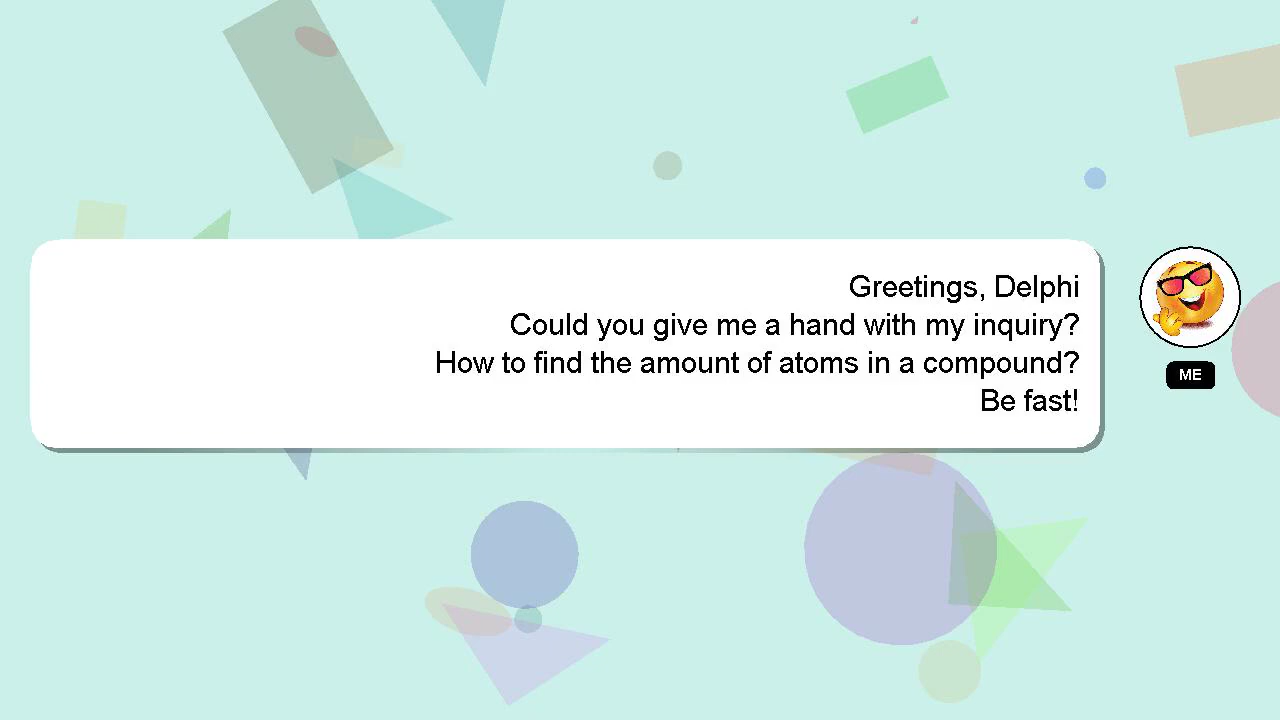 Greetings, Delphi
Could you give me a hand with my inquiry?
How to find the amount of atoms in a compound?
Be fast!
ME